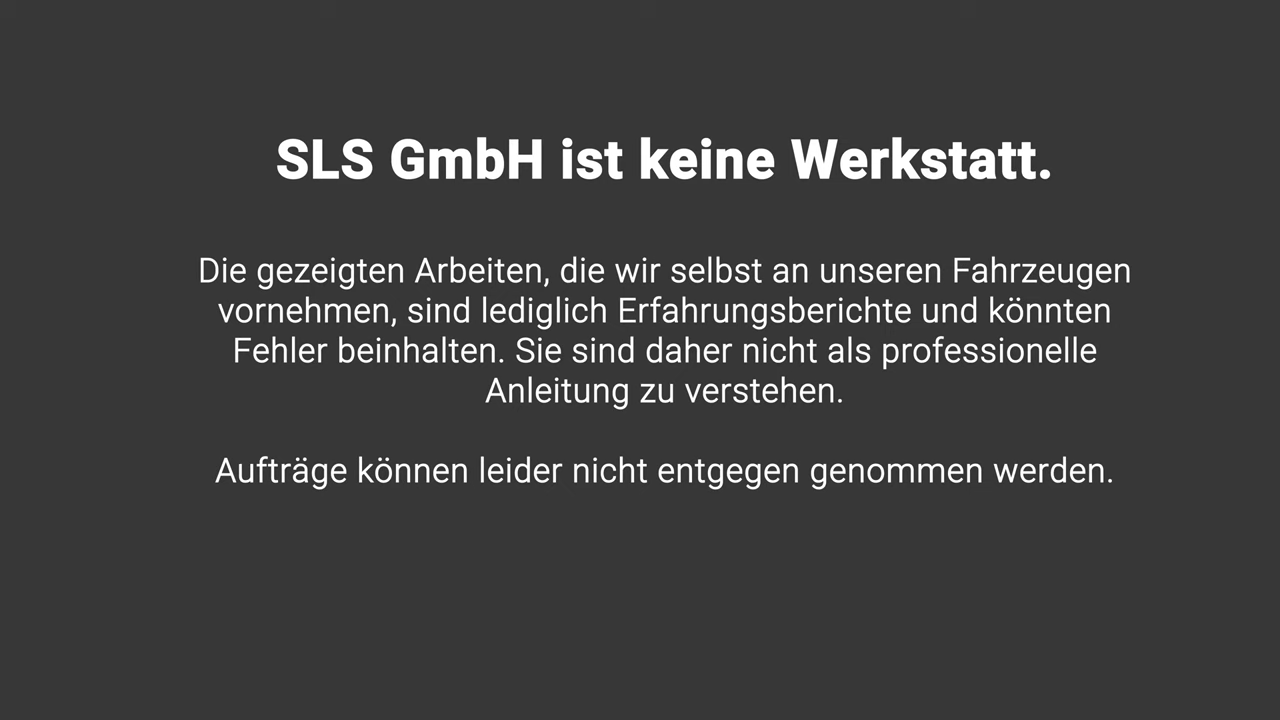 SLS GmbH ist keine Werkstatt.
Die gezeigten Arbeiten, die wir selbst an unseren Fahrzeugen
vornehmen, sind lediglich Erfahrungsberichte und könnten
Fehler beinhalten. Sie sind daher nicht als professionelle
Anleitung zu verstehen.
Aufträge können leider nicht entgegen genommen werden.